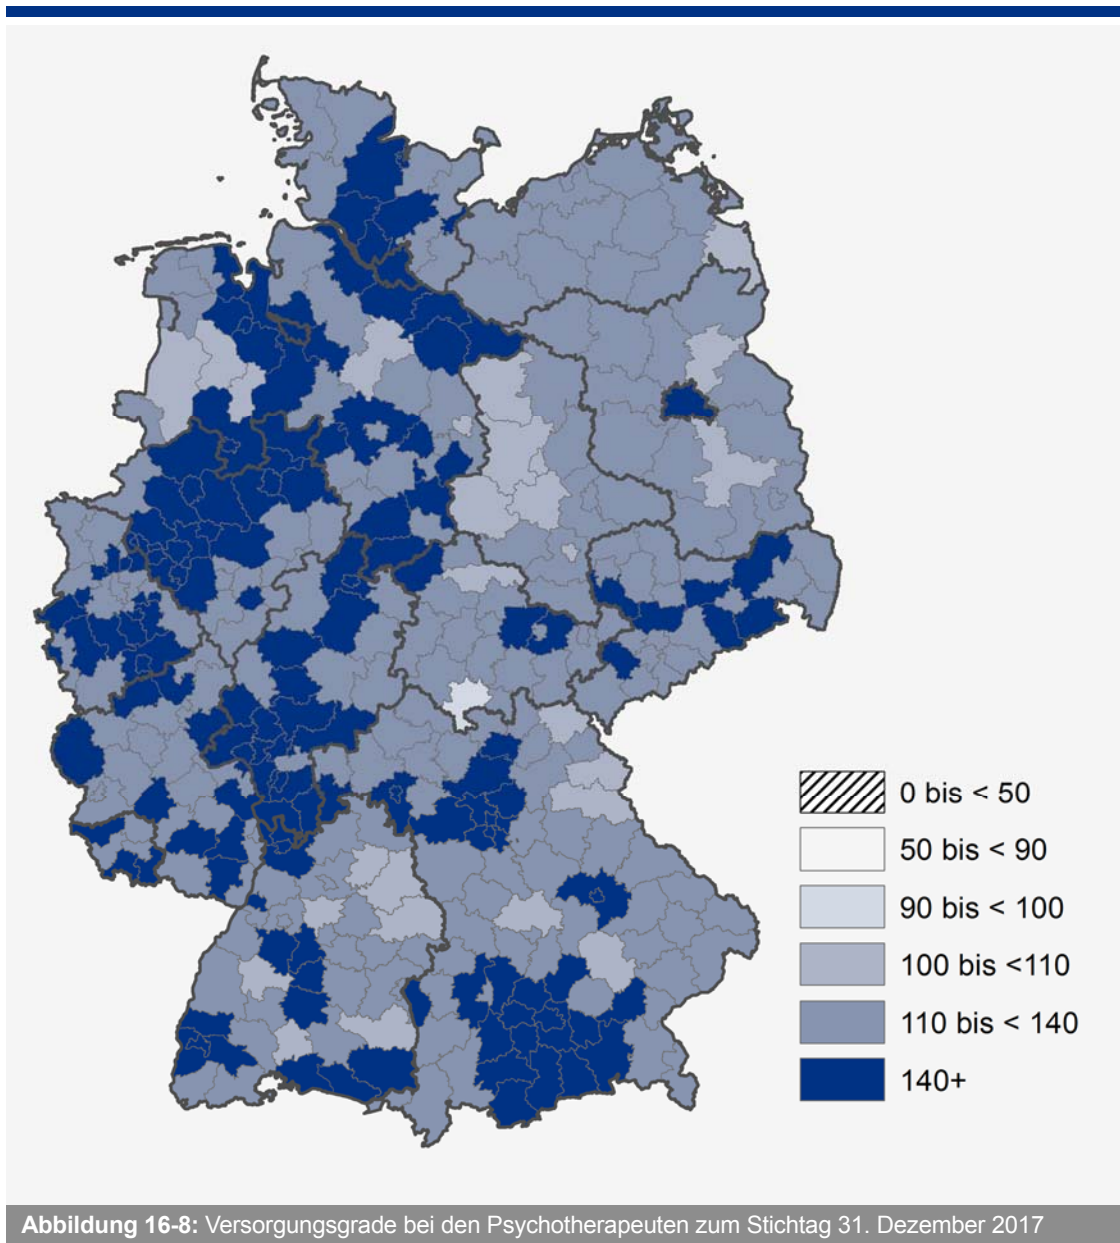 0 bis < 50
50 bis < 90
90 bis < 100
100 bis <110
110 bis < 140
140+
Abbildung 16-8: Versorgungsgrade bei den Psychotherapeuten zum Stichtag 31. Dezember 2017